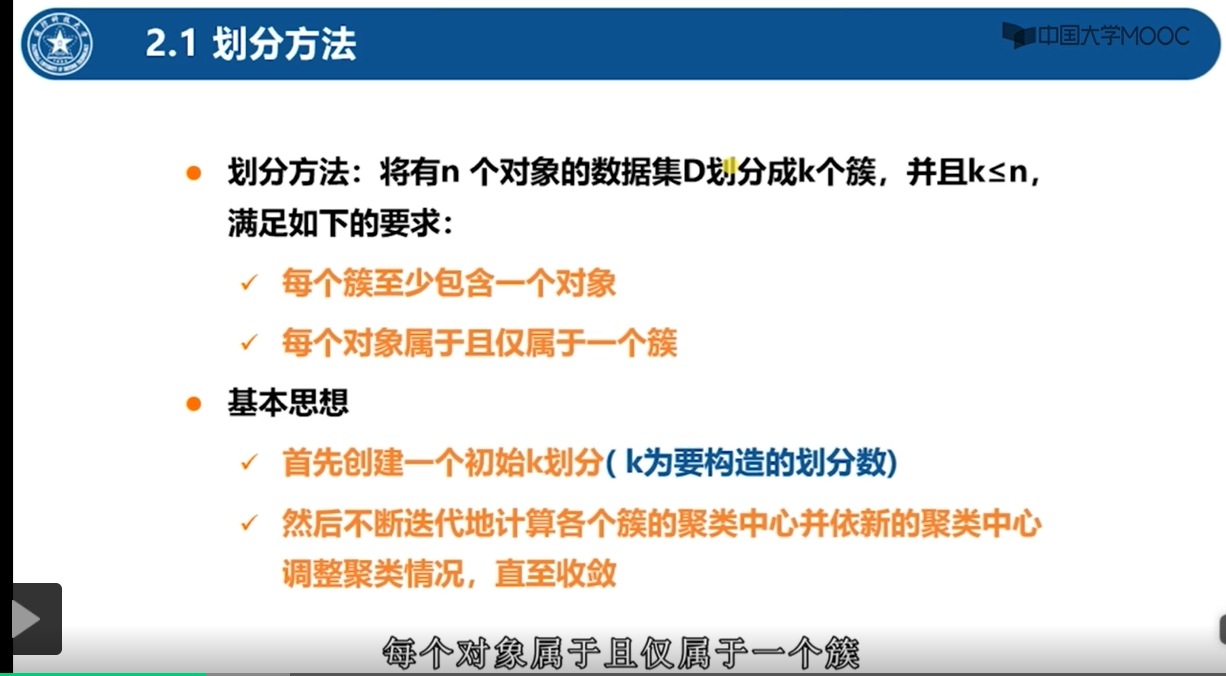 2.1 划分方法
中国大学MOOC
划分方法：将有n 个对象的数据集D划分成k个簇，并且k≤n，
满足如下的要求：
每个簇至少包含一个对象
每个对象属于且仅属于一个簇
基本思想
首先创建一个初始k划分( k为要构造的划分数)
然后不断迭代地计算各个簇的聚类中心并依新的聚类中心
调整聚类情况，直至收敛
每个对象属于且仅属于一个簇